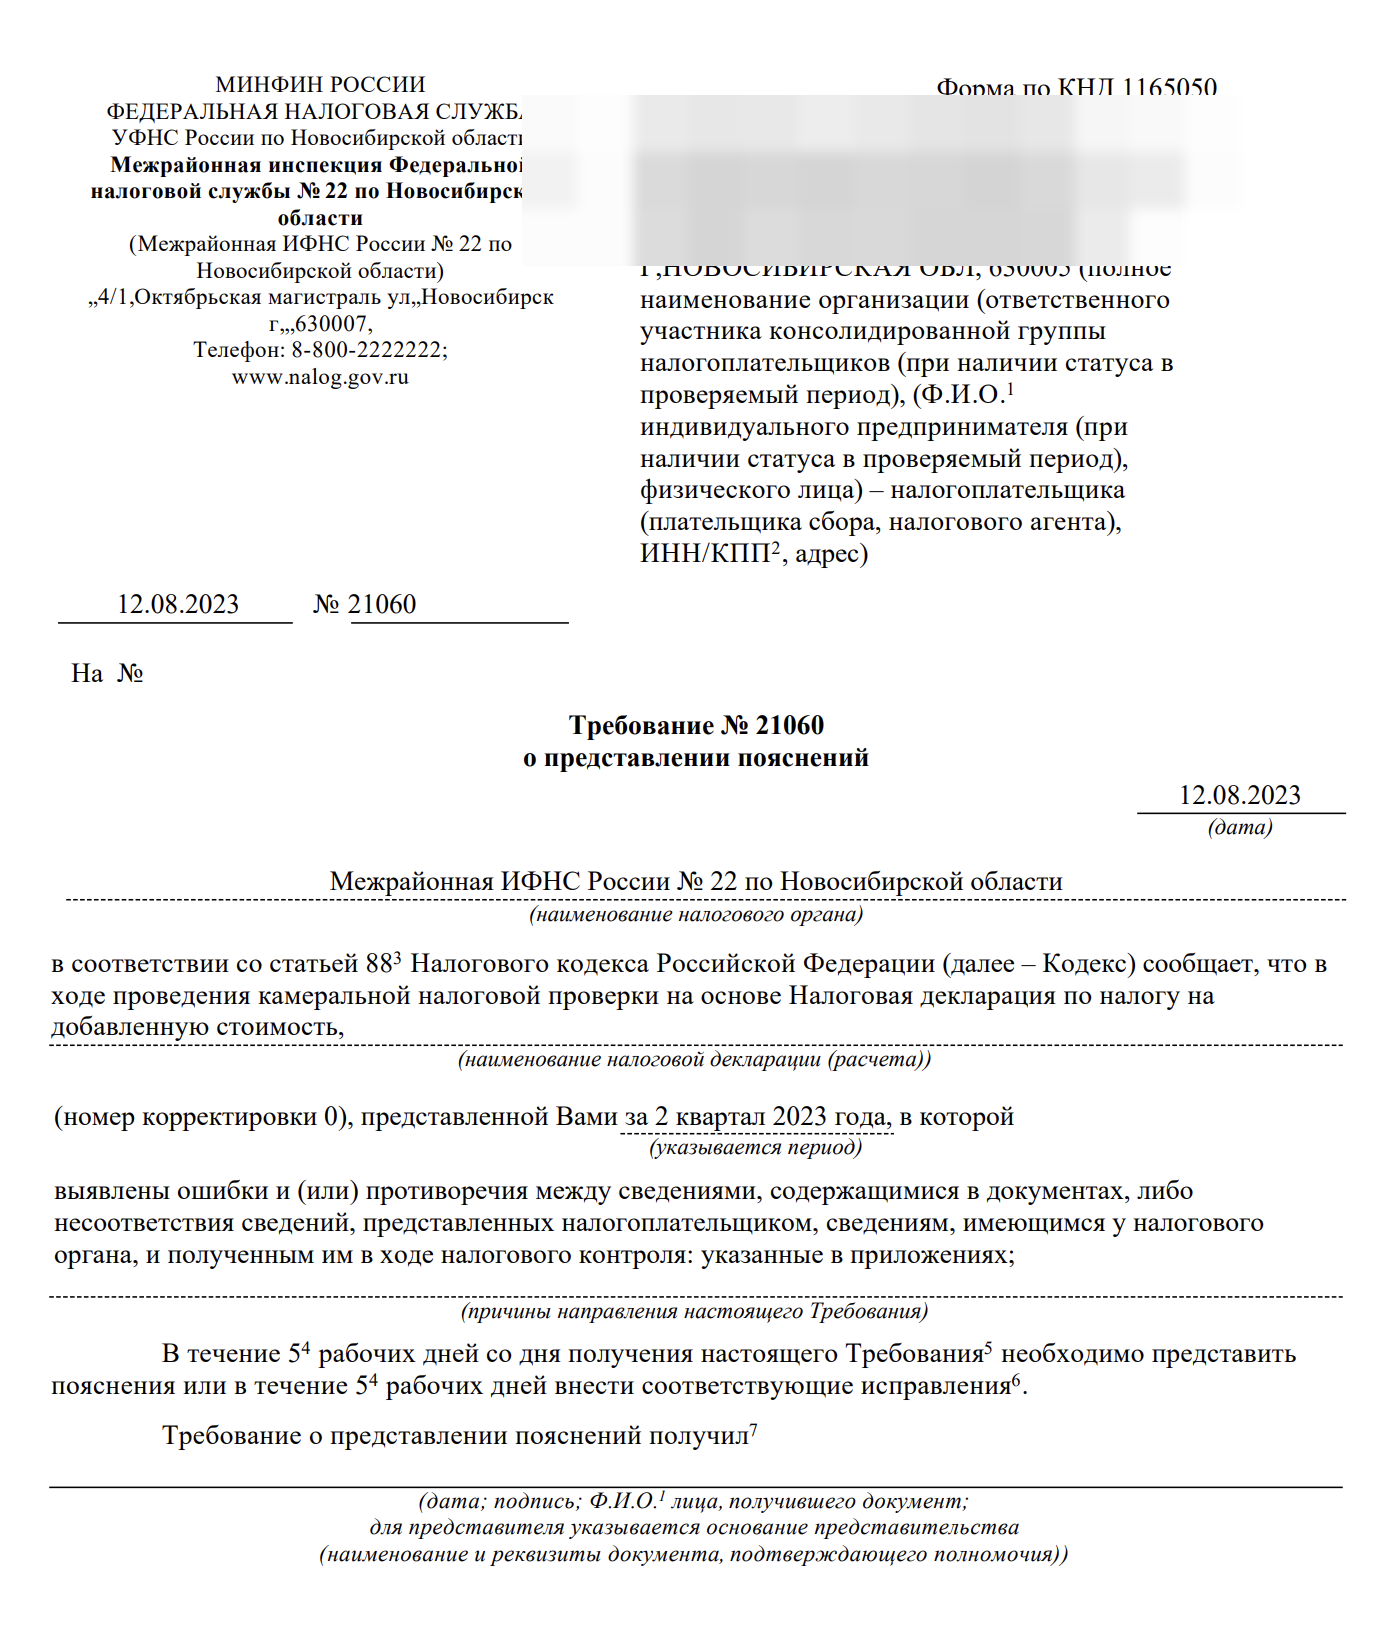 МИНФИН РОССИИ
ФЕДЕРАЛЬНАЯ НАЛОГОВАЯ СЛУЖБА
УФНС России по Новосибирской области
Межрайонная инспекция Федеральной
налоговой службы № 22 по Новосибирск
области
(Межрайонная ИФНС России № 22 по
Новосибирской области)
,,4/1,Октябрьская магистраль ул,,Новосибирск
г,,,630007,
Телефон: 8-800-2222222;
www.nalog.gov.ru
Форма по КНД 1165050
Г,НОВОСИБИРСКАЯ ОБЛ, 630005 (полное
наименование организации (ответственного
участника консолидированной группы
налогоплательщиков (при наличии статуса в
проверяемый период), (Ф.И.О.¹
индивидуального предпринимателя (при
наличии статуса в проверяемый период),
физического лица) – налогоплательщика
(плательщика сбора, налогового агента),
ИНН/КПП², адрес)
12.08.2023 № 21060
На №
Требование № 21060
о представлении пояснений
12.08.2023
(дата)
Межрайонная ИФНС России № 22 по Новосибирской области
(наименование налогового органа)
в соответствии со статьей 88³ Налогового кодекса Российской Федерации (далее – Кодекс) сообщает, что в
ходе проведения камеральной налоговой проверки на основе Налоговая декларация по налогу на
добавленную стоимость,
(наименование налоговой декларации (расчета))
(номер корректировки 0), представленной Вами за 2 квартал 2023 года, в которой
(указывается период)
выявлены ошибки и (или) противоречия между сведениями, содержащимися в документах, либо
несоответствия сведений, представленных налогоплательщиком, сведениям, имеющимся у налогового
органа, и полученным им в ходе налогового контроля: указанные в приложениях;
(причины направления настоящего Требования)
В течение 5⁴ рабочих дней со дня получения настоящего Требования⁵ необходимо представить
пояснения или в течение 5⁴ рабочих дней внести соответствующие исправления⁶.
Требование о представлении пояснений получил⁷
(дата; подпись; Ф.И.О.¹ лица, получившего документ;
для представителя указывается основание представительства
(наименование и реквизиты документа, подтверждающего полномочия))